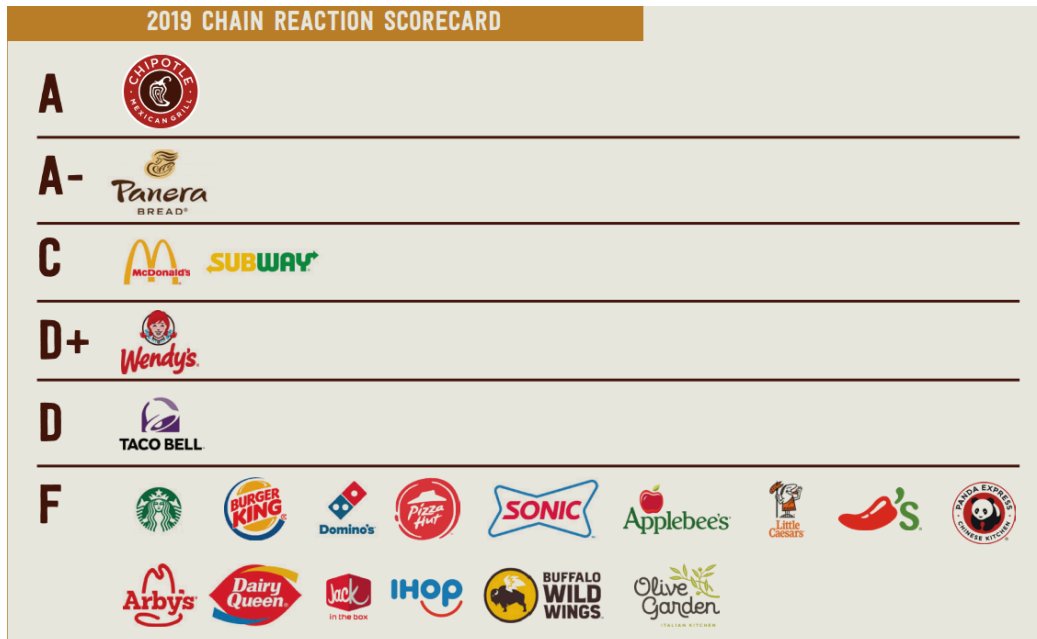 2019 CHAIN REACTION SCORECARD
A
CHIPOTLE
MEXICAN GRILL
A-
Panera
BREAD®
C
McDonald's
SUBWAY
D+
Wendy's
D
TACO BELL
F
BURGER
KING
Domino's
Pizza
Hut
SONIC
Applebee's
Little
Caesars
's
PANDA EXPRESS
CHINESE KITCHEN
Arby's
Dairy
Queen
Jack
in the box
IHOP
BUFFALO
WILD
WINGS
Olive
Garden
ITALIAN KITCHEN